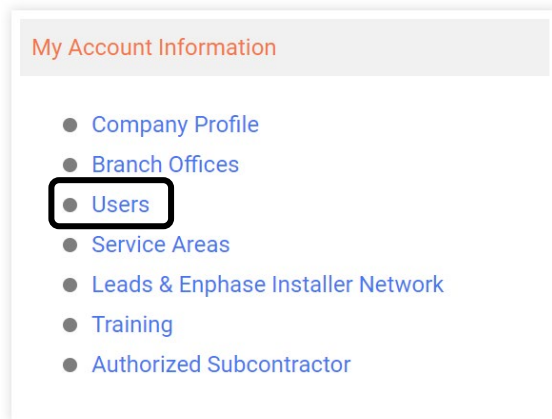 My Account Information
Company Profile
Branch Offices
Users
Service Areas
Leads & Enphase Installer Network
Training
Authorized Subcontractor